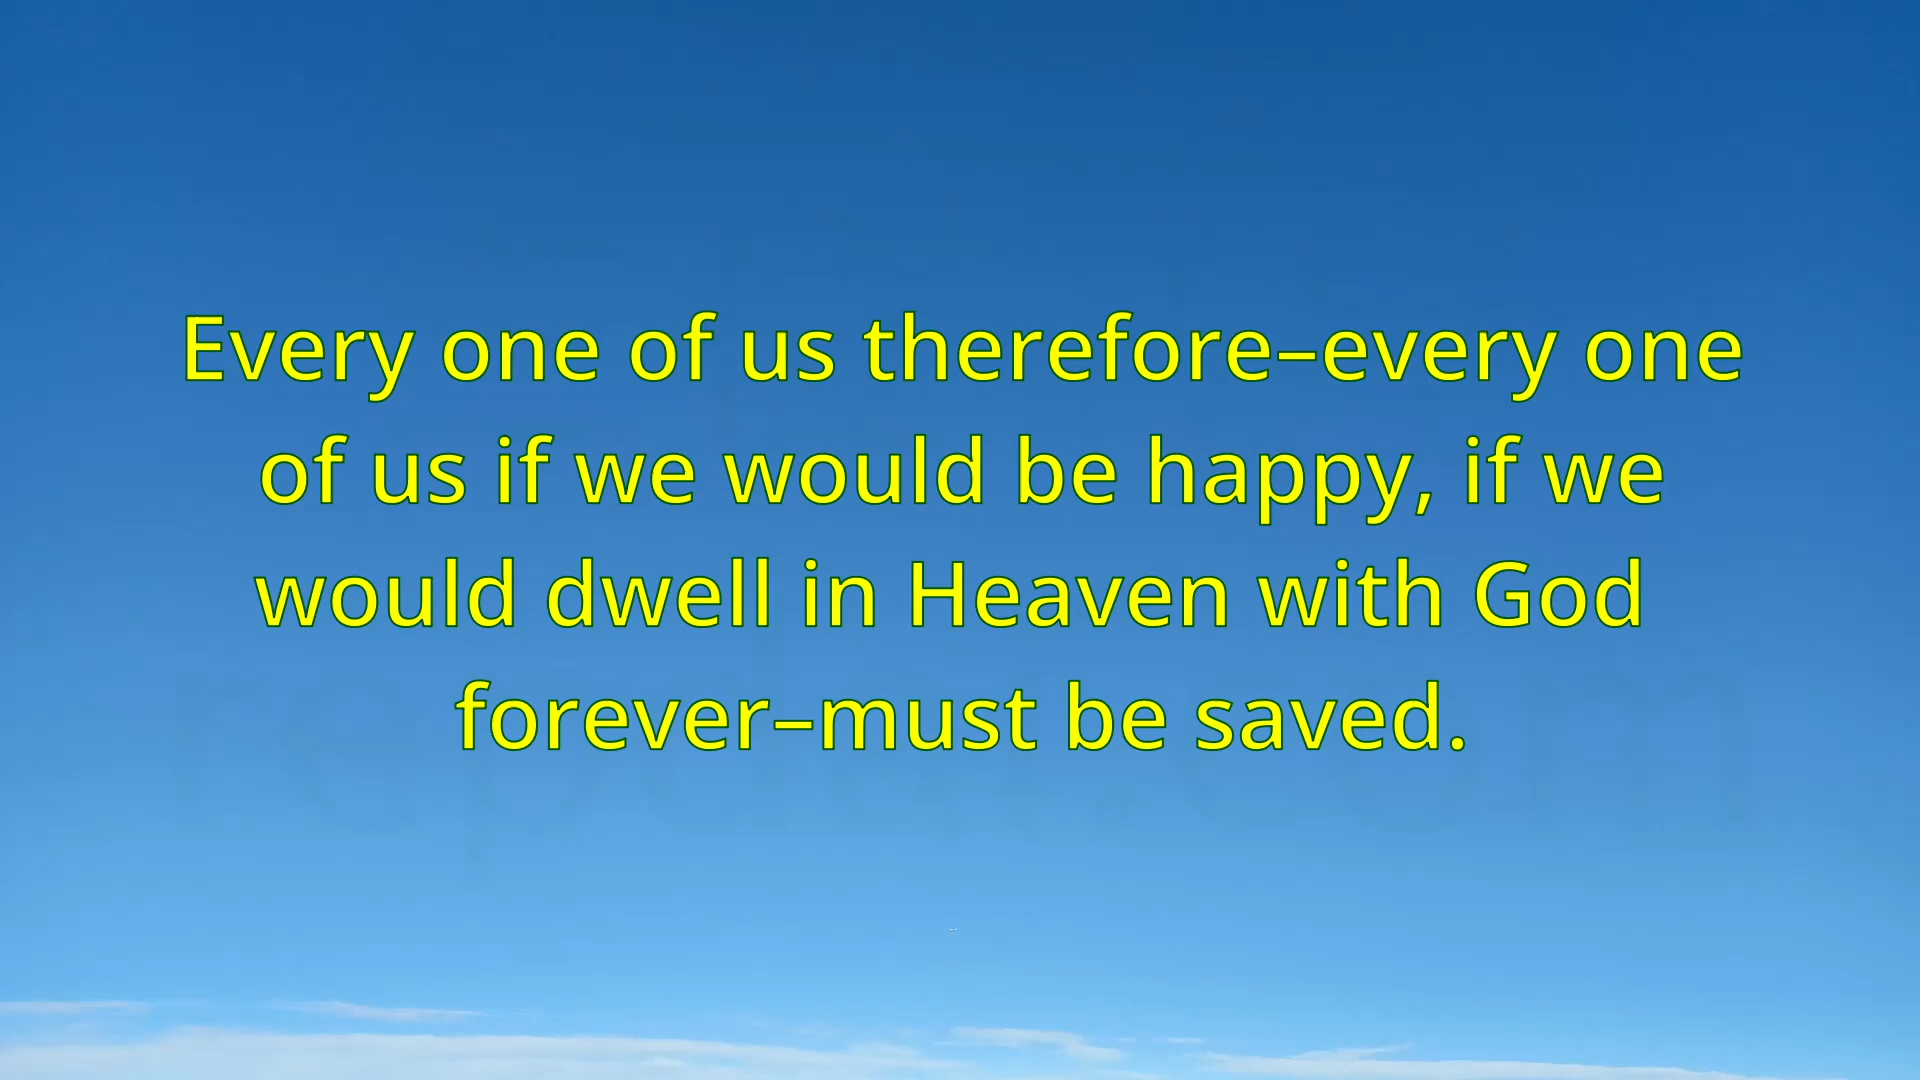 Every one of us therefore–every one
of us if we would be happy, if we
would dwell in Heaven with God
forever–must be saved.